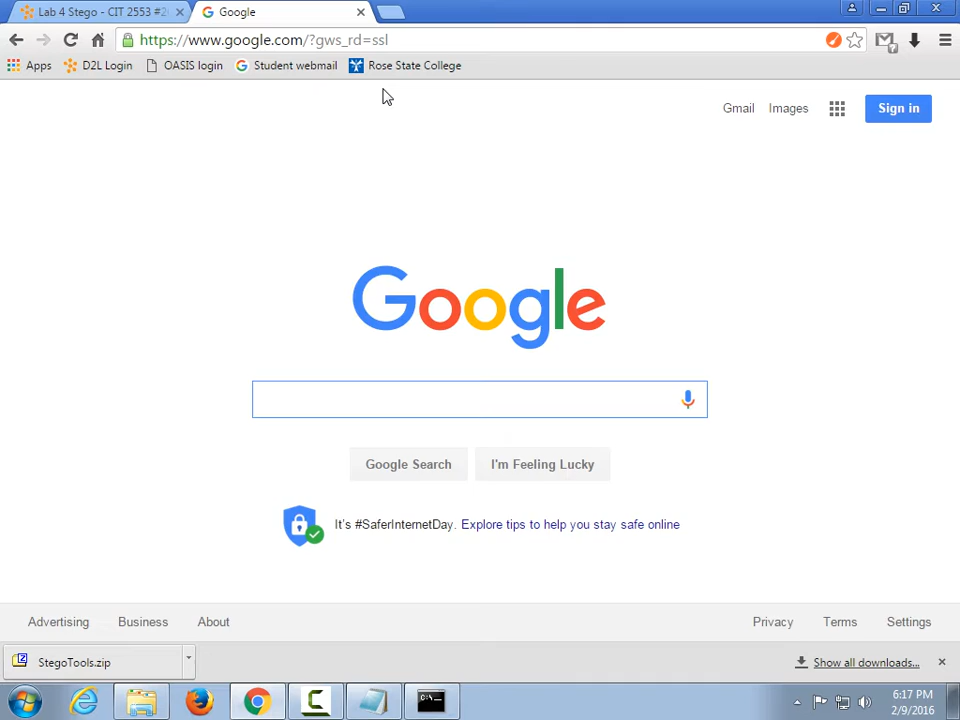 Lab 4 Stego - CIT 2553 #2
Google
https://www.google.com/?gws_rd=ssl
Apps
D2L Login
OASIS login
Student webmail
Rose State College
Gmail
Images
Sign in
Google
Google Search
I'm Feeling Lucky
It's #SaferInternetDay. Explore tips to help you stay safe online
Advertising
Business
About
Privacy
Terms
Settings
StegoTools.zip
Show all downloads...
C:\
6:17 PM
2/9/2016